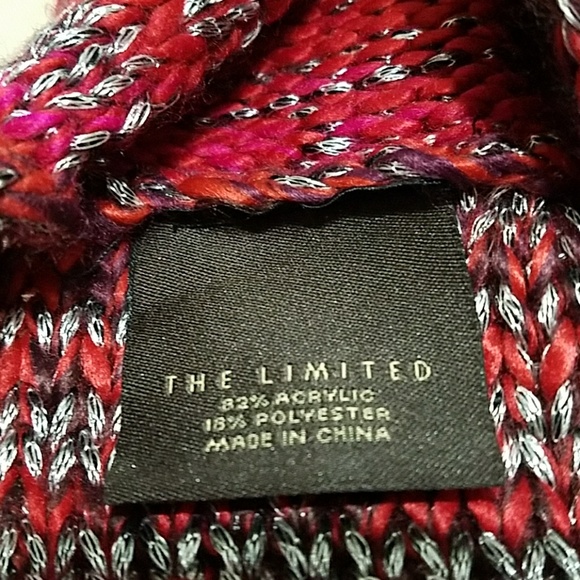 THE LIMITED
82% ACRYLIC
18% POLYESTER
MADE IN CHINA